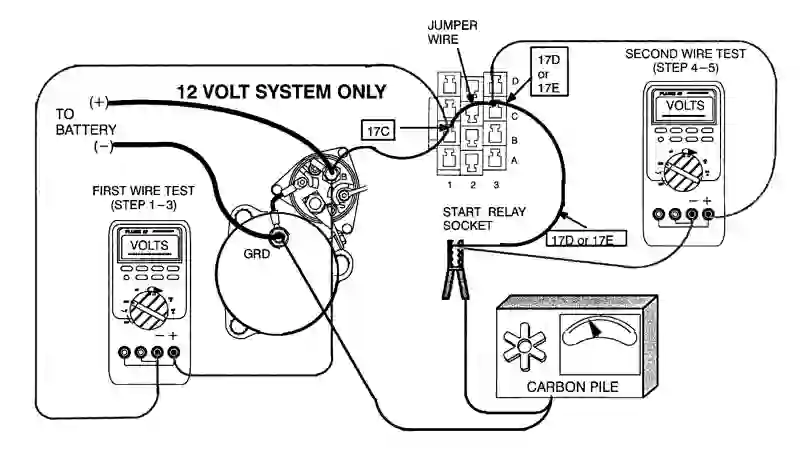 JUMPER
WIRE
17D
or
17E
SECOND WIRE TEST
(STEP 4–5)
12 VOLT SYSTEM ONLY
(+)
TO
BATTERY
(–)
17C
D
C
B
A
1 2 3
VOLTS
– +
FIRST WIRE TEST
(STEP 1–3)
VOLTS
– +
GRD
START RELAY
SOCKET
17D or 17E
CARBON PILE